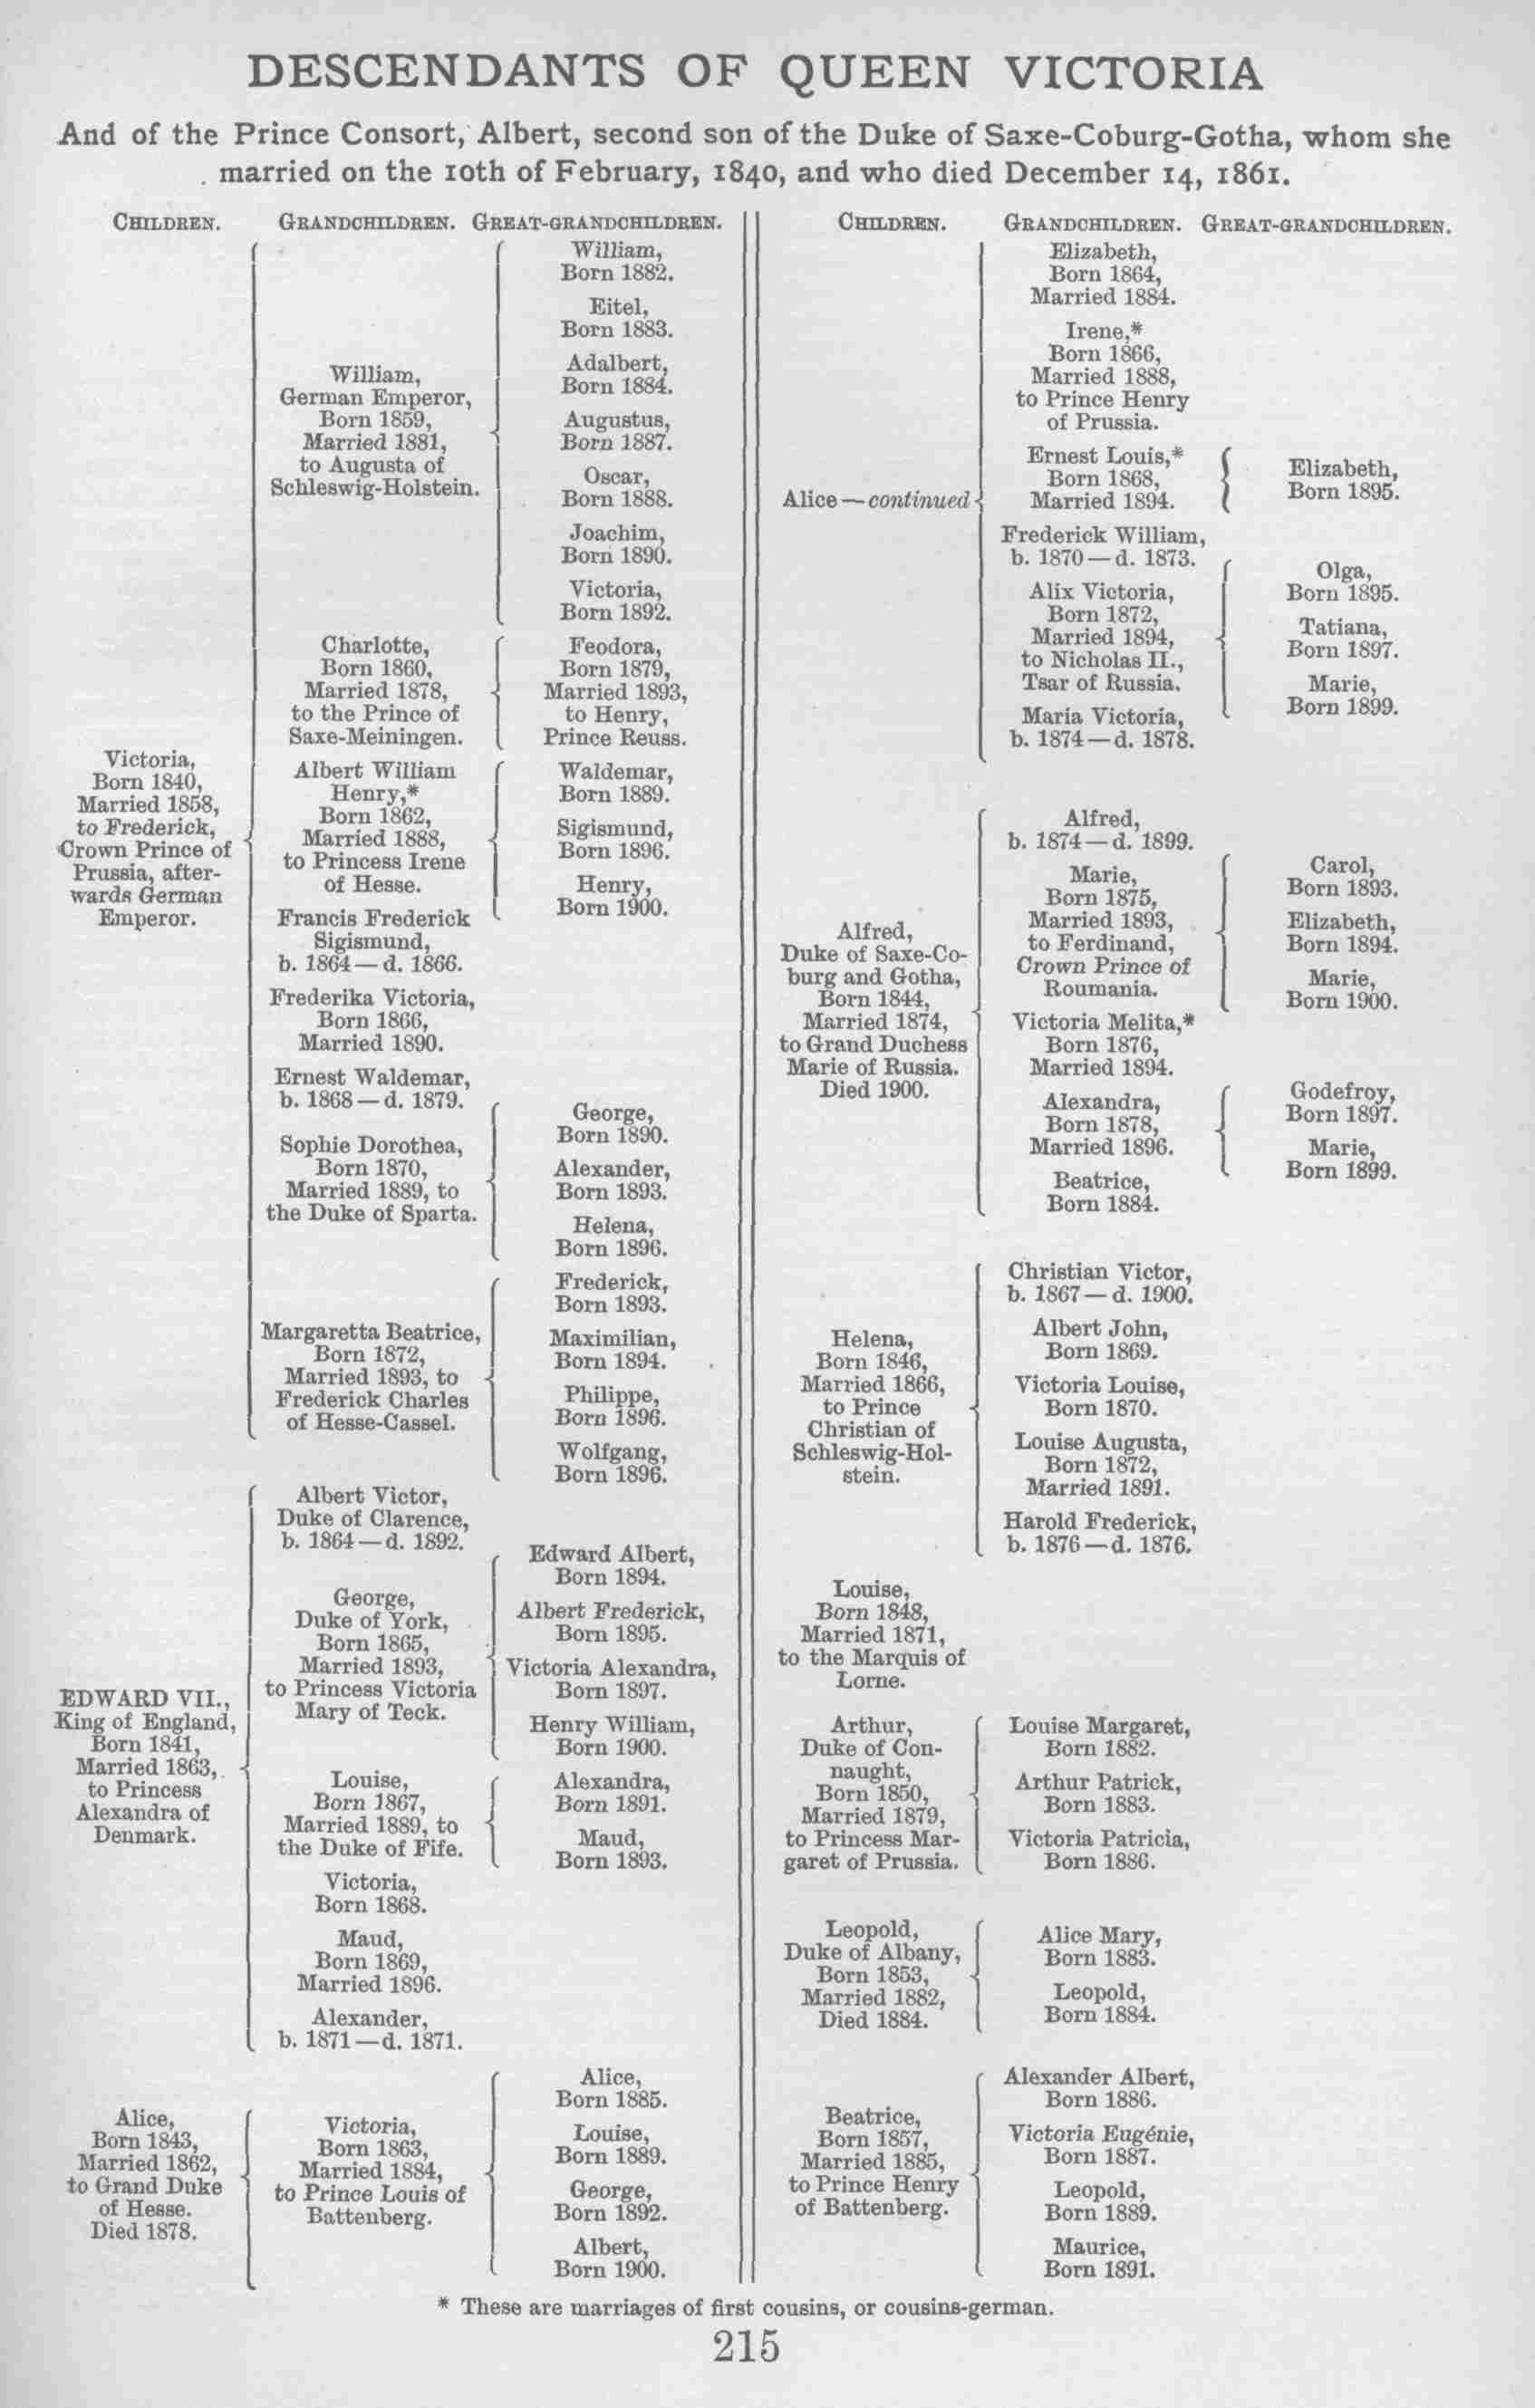 DESCENDANTS OF QUEEN VICTORIA
And of the Prince Consort, Albert, second son of the Duke of Saxe-Coburg-Gotha, whom she
married on the 10th of February, 1840, and who died December 14, 1861.
CHILDREN. GRANDCHILDREN. GREAT-GRANDCHILDREN.
Victoria,
Born 1840,
Married 1858,
to Frederick,
Crown Prince of
Prussia, after-
wards German
Emperor.
William,
German Emperor,
Born 1859,
Married 1881,
to Augusta of
Schleswig-Holstein.
William,
Born 1882.
Eitel,
Born 1883.
Adalbert,
Born 1884.
Augustus,
Born 1887.
Oscar,
Born 1888.
Joachim,
Born 1890.
Victoria,
Born 1892.
Charlotte,
Born 1860,
Married 1878,
to the Prince of
Saxe-Meiningen.
Feodora,
Born 1879,
Married 1893,
to Henry,
Prince Reuss.
Albert William
Henry,*
Born 1862,
Married 1888,
to Princess Irene
of Hesse.
Waldemar,
Born 1889.
Sigismund,
Born 1896.
Henry,
Born 1900.
Francis Frederick
Sigismund,
b. 1864—d. 1866.
Frederika Victoria,
Born 1866,
Married 1890.
Ernest Waldemar,
b. 1868—d. 1879.
Sophie Dorothea,
Born 1870,
Married 1889, to
the Duke of Sparta.
George,
Born 1890.
Alexander,
Born 1893.
Helena,
Born 1896.
Margaretta Beatrice,
Born 1872,
Married 1893, to
Frederick Charles
of Hesse-Cassel.
Frederick,
Born 1893.
Maximilian,
Born 1894.
Philippe,
Born 1896.
Wolfgang,
Born 1896.
EDWARD VII.,
King of England,
Born 1841,
Married 1863,
to Princess
Alexandra of
Denmark.
Albert Victor,
Duke of Clarence,
b. 1864—d. 1892.
George,
Duke of York,
Born 1865,
Married 1893,
to Princess Victoria
Mary of Teck.
Edward Albert,
Born 1894.
Albert Frederick,
Born 1895.
Victoria Alexandra,
Born 1897.
Henry William,
Born 1900.
Louise,
Born 1867,
Married 1889, to
the Duke of Fife.
Alexandra,
Born 1891.
Maud,
Born 1893.
Victoria,
Born 1868.
Maud,
Born 1869,
Married 1896.
Alexander,
b. 1871—d. 1871.
Alice,
Born 1843,
Married 1862,
to Grand Duke
of Hesse.
Died 1878.
Victoria,
Born 1863,
Married 1884,
to Prince Louis of
Battenberg.
Alice,
Born 1885.
Louise,
Born 1889.
George,
Born 1892.
Albert,
Born 1900.
CHILDREN. GRANDCHILDREN. GREAT-GRANDCHILDREN.
Alice—continued
Elizabeth,
Born 1864,
Married 1884.
Irene,*
Born 1866,
Married 1888,
to Prince Henry
of Prussia.
Ernest Louis,*
Born 1868,
Married 1894.
Elizabeth,
Born 1895.
Frederick William,
b. 1870—d. 1873.
Alix Victoria,
Born 1872,
Married 1894,
to Nicholas II.,
Tsar of Russia.
Olga,
Born 1895.
Tatiana,
Born 1897.
Marie,
Born 1899.
Maria Victoria,
b. 1874—d. 1878.
Alfred,
Duke of Saxe-Co-
burg and Gotha,
Born 1844,
Married 1874,
to Grand Duchess
Marie of Russia.
Died 1900.
Alfred,
b. 1874—d. 1899.
Marie,
Born 1875,
Married 1893,
to Ferdinand,
Crown Prince of
Roumania.
Carol,
Born 1893.
Elizabeth,
Born 1894.
Marie,
Born 1900.
Victoria Melita,*
Born 1876,
Married 1894.
Alexandra,
Born 1878,
Married 1896.
Godefroy,
Born 1897.
Marie,
Born 1899.
Beatrice,
Born 1884.
Helena,
Born 1846,
Married 1866,
to Prince
Christian of
Schleswig-Hol-
stein.
Christian Victor,
b. 1867—d. 1900.
Albert John,
Born 1869.
Victoria Louise,
Born 1870.
Louise Augusta,
Born 1872,
Married 1891.
Harold Frederick,
b. 1876—d. 1876.
Louise,
Born 1848,
Married 1871,
to the Marquis of
Lorne.
Arthur,
Duke of Con-
naught,
Born 1850,
Married 1879,
to Princess Mar-
garet of Prussia.
Louise Margaret,
Born 1882.
Arthur Patrick,
Born 1883.
Victoria Patricia,
Born 1886.
Leopold,
Duke of Albany,
Born 1853,
Married 1882,
Died 1884.
Alice Mary,
Born 1883.
Leopold,
Born 1884.
Beatrice,
Born 1857,
Married 1885,
to Prince Henry
of Battenberg.
Alexander Albert,
Born 1886.
Victoria Eugénie,
Born 1887.
Leopold,
Born 1889.
Maurice,
Born 1891.
* These are marriages of first cousins, or cousins-german.
215